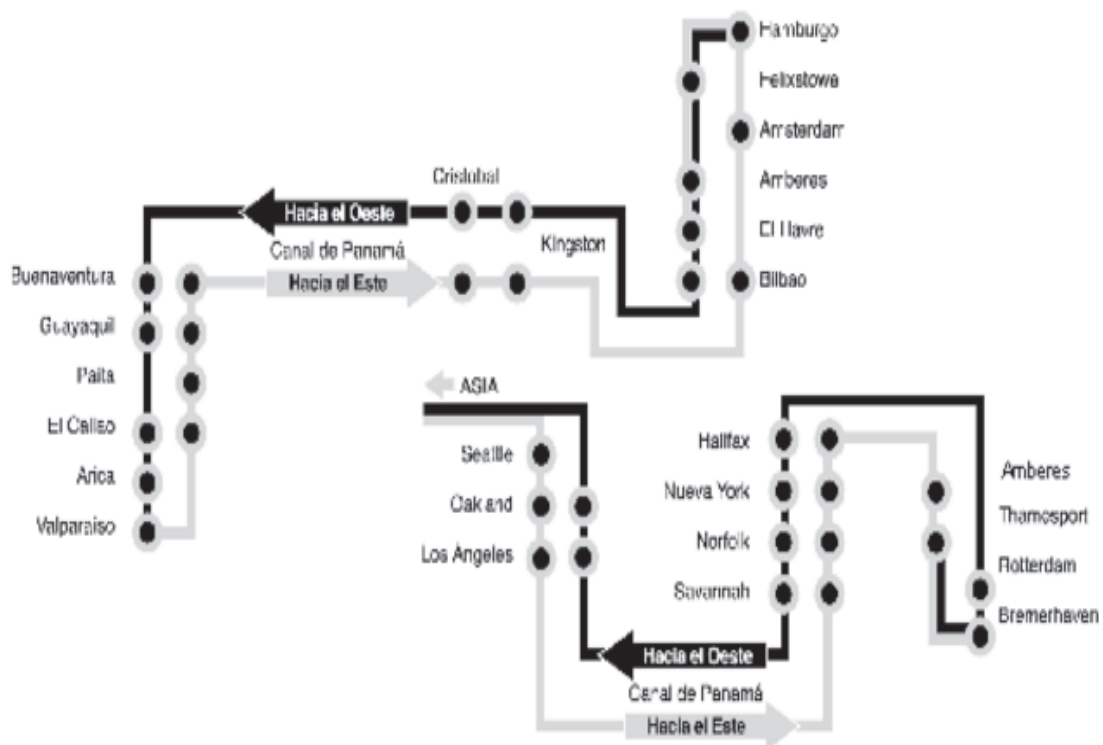 Hamburgo
Felixstowe
Amsterdam
Amberes
El Havre
Bilbao
Cristobal
Hacia el Oeste
Kingston
Canal de Panamá
Hacia el Este
Buenaventura
Guayaquil
Paita
El Callao
Arica
Valparaiso
ASIA
Seattle
Oakland
Los Angeles
Halifax
Nueva York
Norfolk
Savannah
Amberes
Thamesport
Rotterdam
Bremerhaven
Hacia el Oeste
Canal de Panamá
Hacia el Este